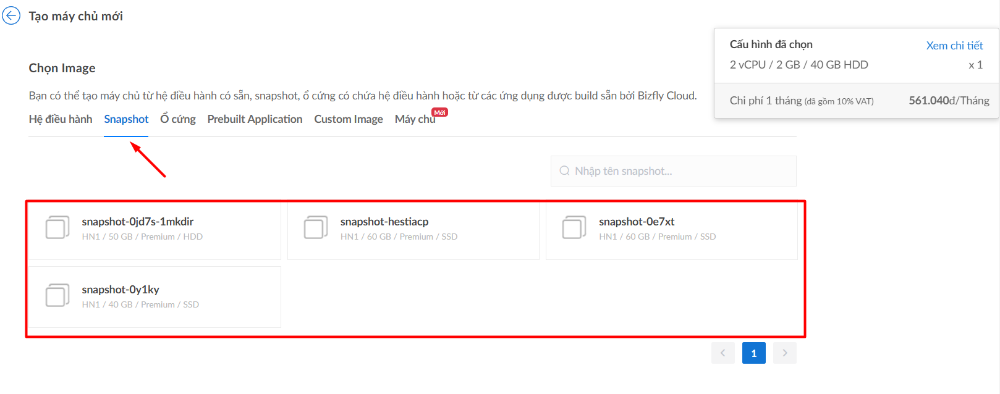 Tạo máy chủ mới
Cấu hình đã chọn
Xem chi tiết
2 vCPU / 2 GB / 40 GB HDD
x 1
Chi phí 1 tháng (đã gồm 10% VAT)
561.040đ/Tháng
Chọn Image
Bạn có thể tạo máy chủ từ hệ điều hành có sẵn, snapshot, ổ cứng có chứa hệ điều hành hoặc từ các ứng dụng được build sẵn bởi Bizfly Cloud.
Hệ điều hành
Snapshot
Ổ cứng
Prebuilt Application
Custom Image
Máy chủ
Mới
Nhập tên snapshot...
snapshot-0jd7s-1mkdir
HN1 / 50 GB / Premium / HDD
snapshot-hestiacp
HN1 / 60 GB / Premium / SSD
snapshot-0e7xt
HN1 / 60 GB / Premium / SSD
snapshot-0y1ky
HN1 / 40 GB / Premium / SSD
1